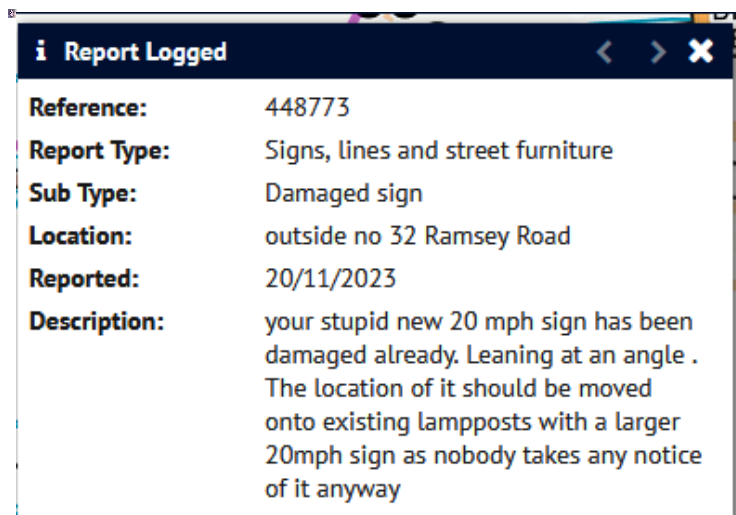 i Report Logged
Reference: 448773
Report Type: Signs, lines and street furniture
Sub Type: Damaged sign
Location: outside no 32 Ramsey Road
Reported: 20/11/2023
Description: your stupid new 20 mph sign has been
damaged already. Leaning at an angle .
The location of it should be moved
onto existing lampposts with a larger
20mph sign as nobody takes any notice
of it anyway